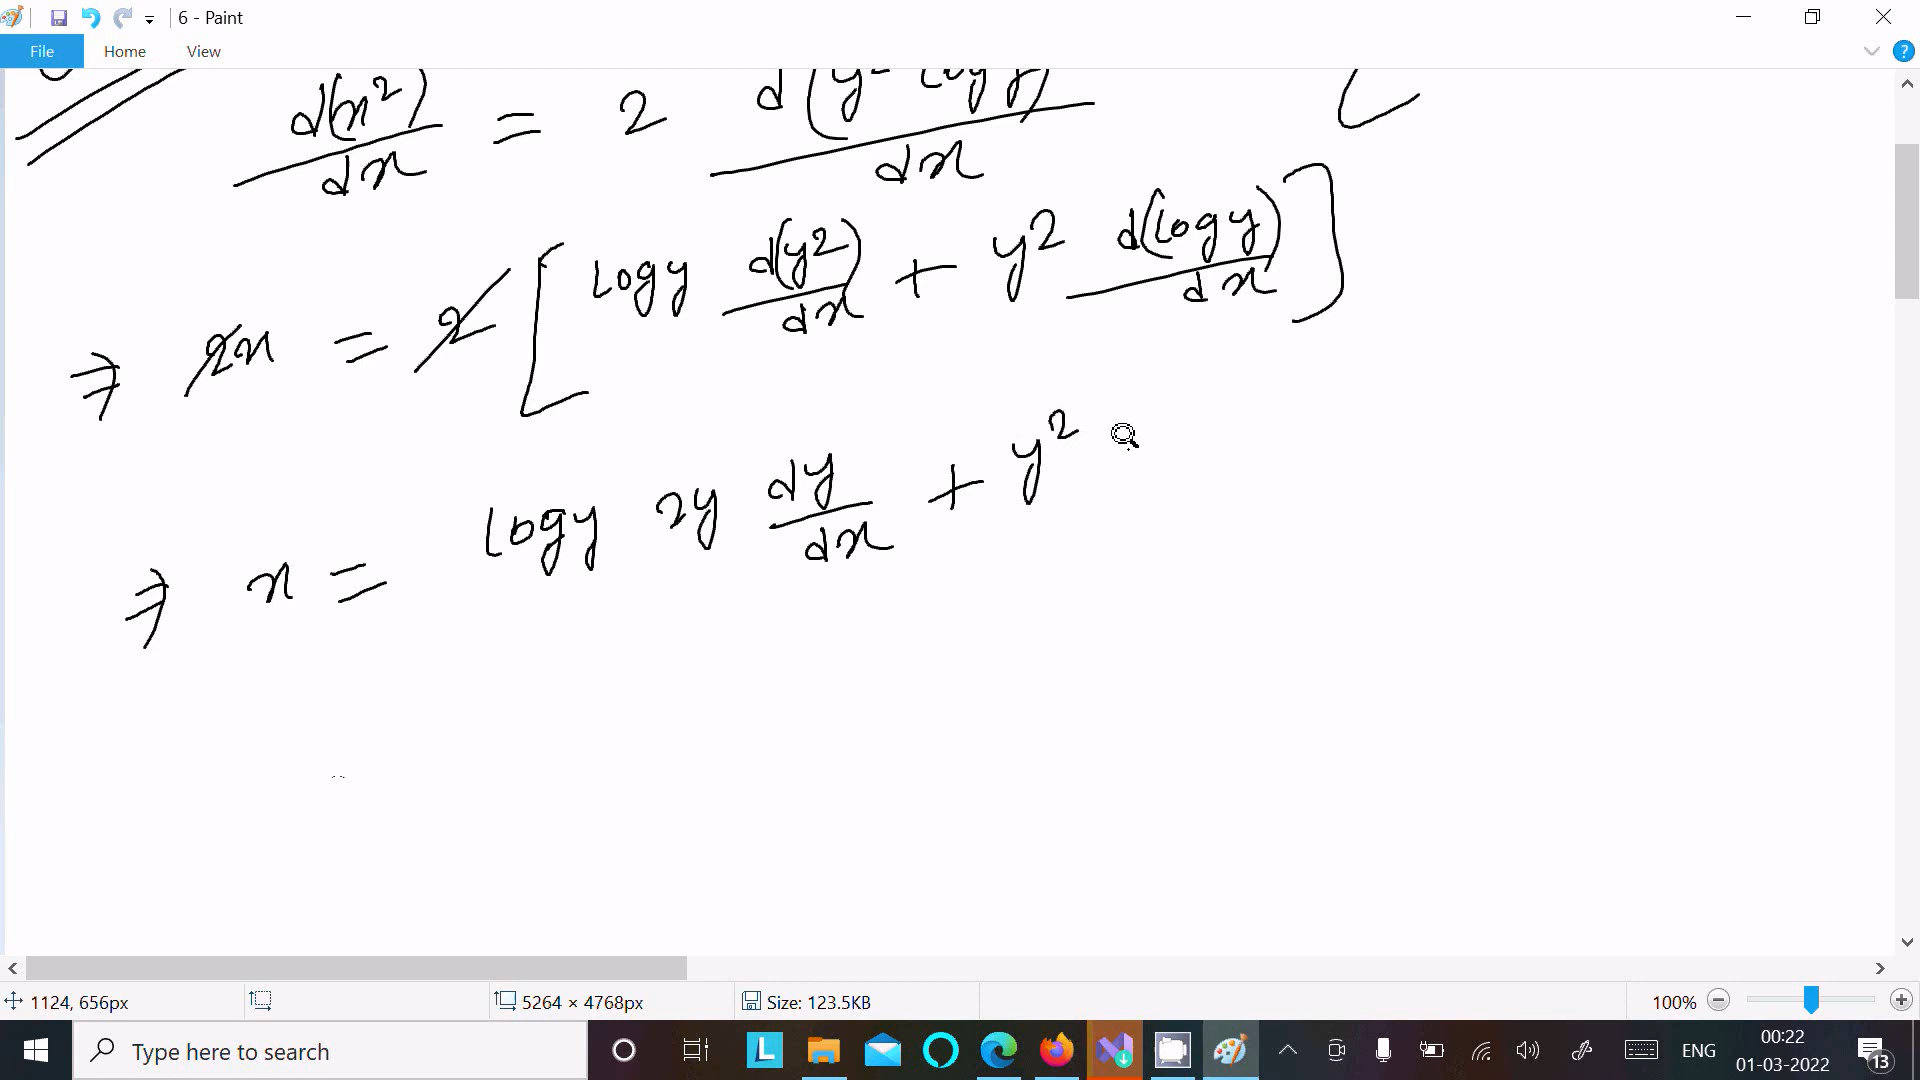 6 - Paint
File Home View
d(x²)/dx = 2 d(y² log y)/dx
⇒ 2x = 2 [ log y d(y²)/dx + y² d(log y)/dx ]
⇒ x = log y 2y dy/dx + y²
1124, 656px 5264 × 4768px Size: 123.5KB 100%
Type here to search
L
ENG
00:22
01-03-2022
13